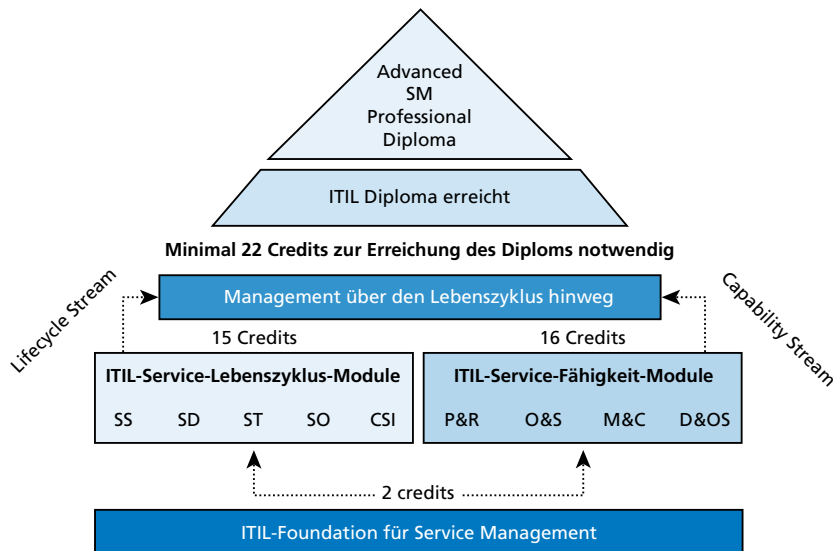 Advanced
SM
Professional
Diploma
ITIL Diploma erreicht
Minimal 22 Credits zur Erreichung des Diploms notwendig
Lifecycle Stream
Management über den Lebenszyklus hinweg
Capability Stream
15 Credits
16 Credits
ITIL-Service-Lebenszyklus-Module
SS SD ST SO CSI
ITIL-Service-Fähigkeit-Module
P&R O&S M&C D&OS
2 credits
ITIL-Foundation für Service Management